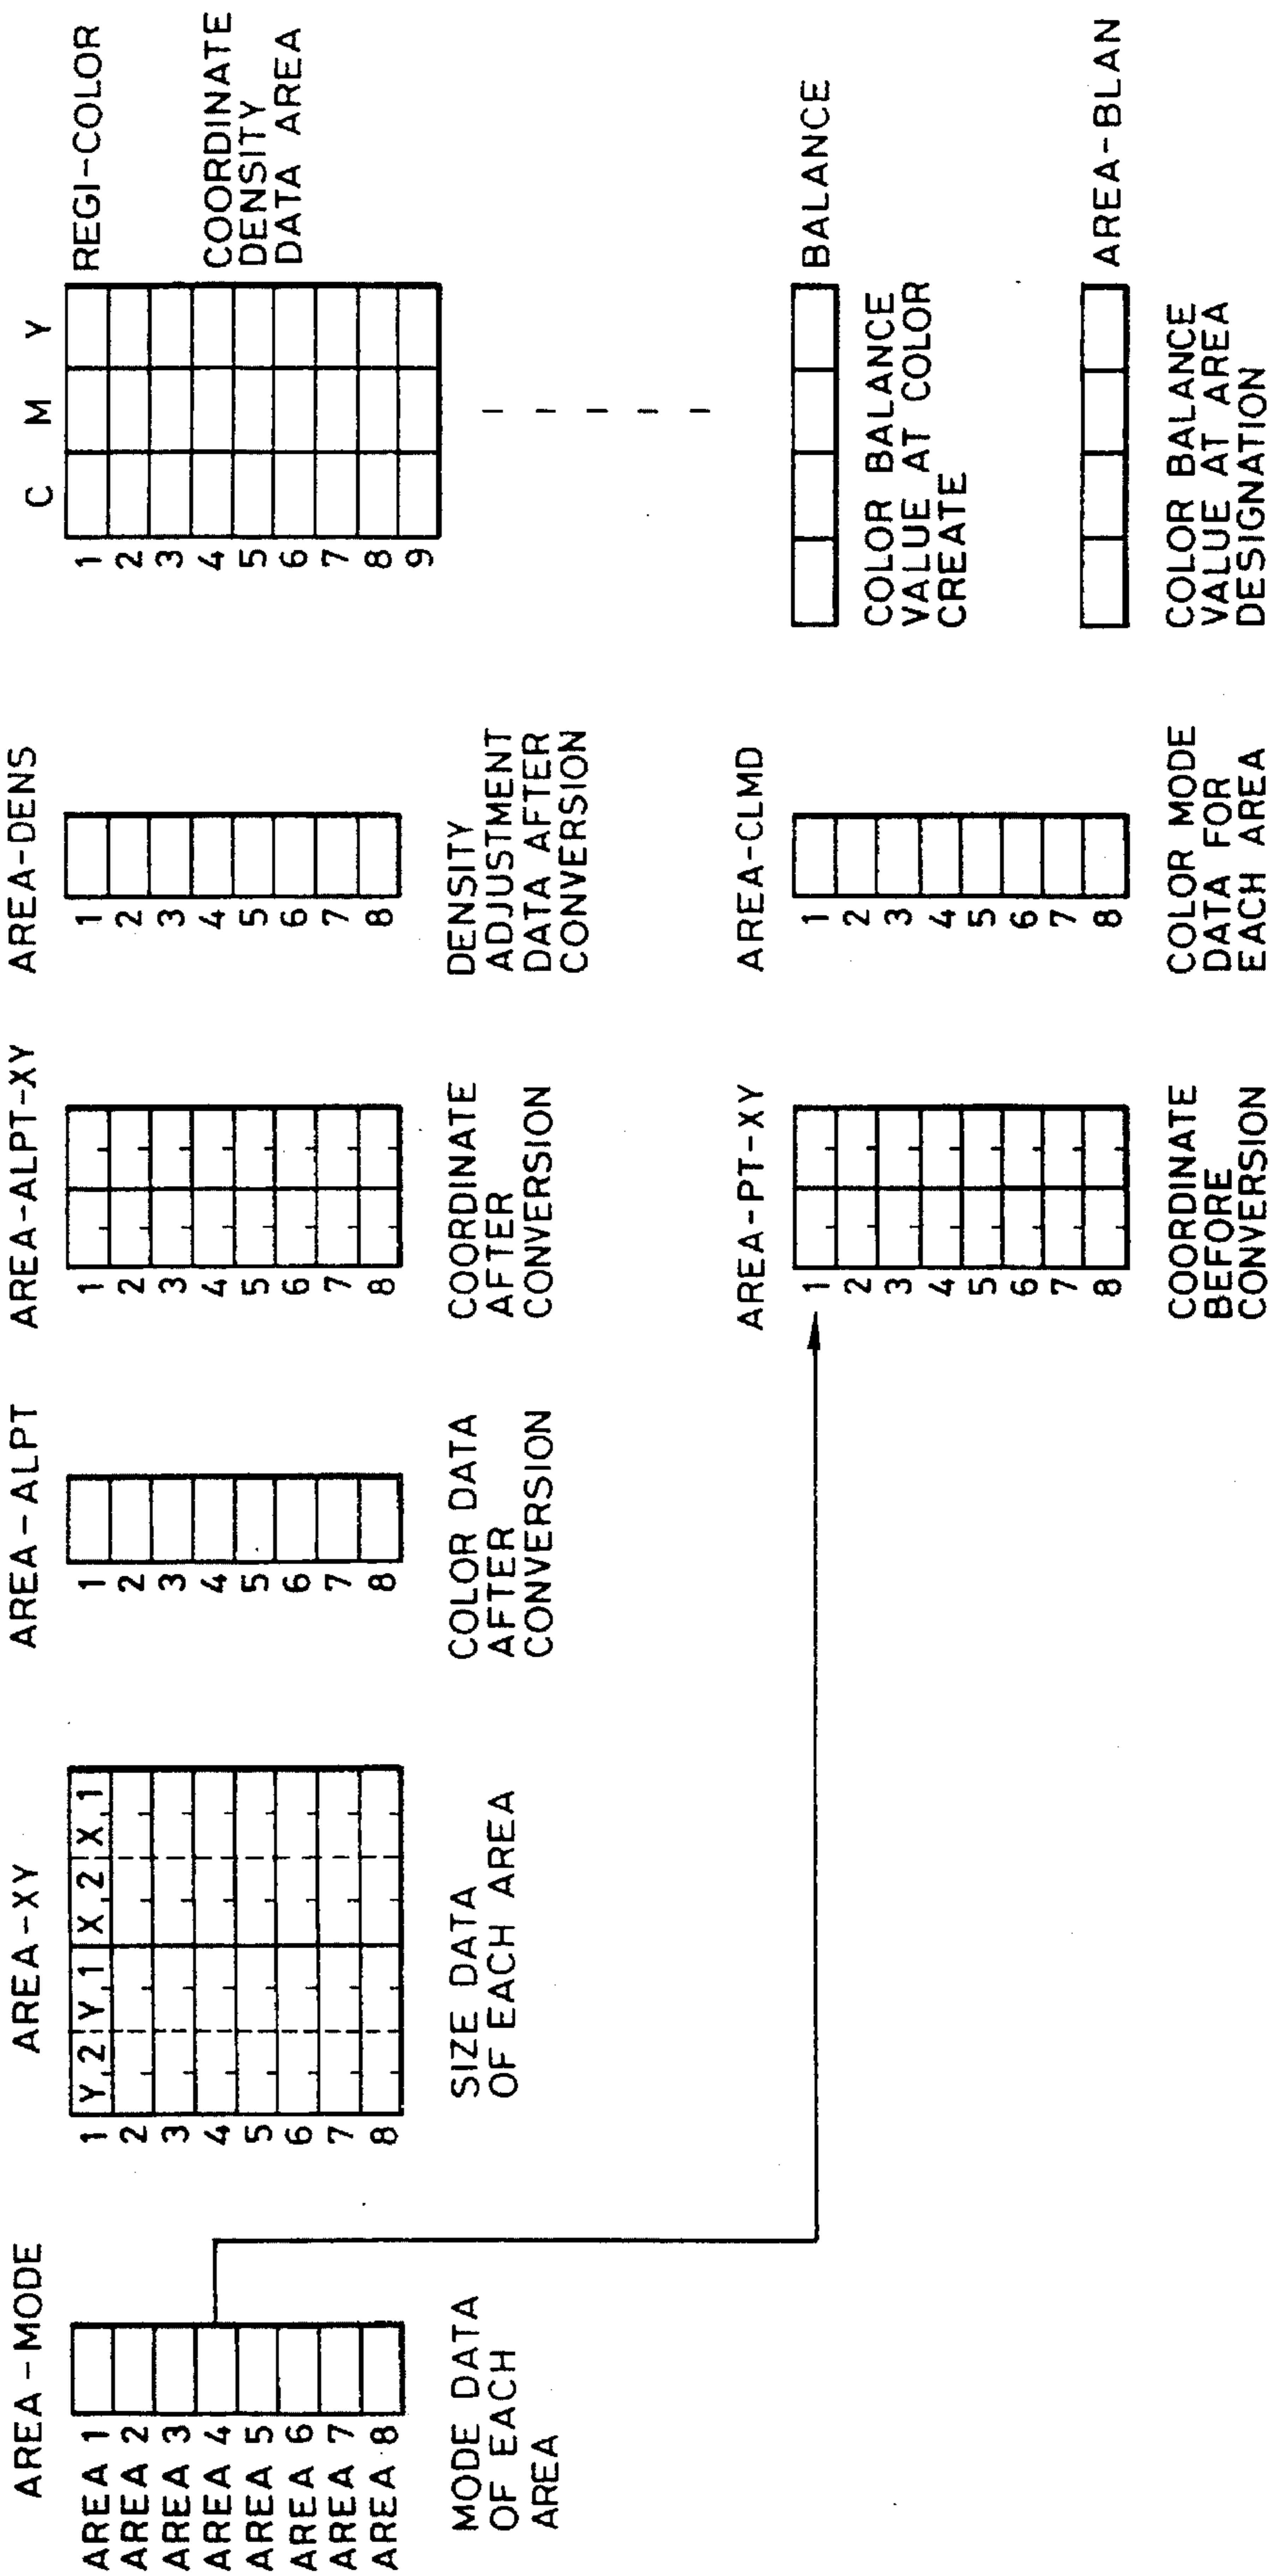 AREA-MODE
AREA 1
AREA 2
AREA 3
AREA 4
AREA 5
AREA 6
AREA 7
AREA 8
MODE DATA
OF EACH
AREA
AREA-XY
Y,2 Y,1 X,2 X,1
1
2
3
4
5
6
7
8
SIZE DATA
OF EACH AREA
AREA-ALPT
1
2
3
4
5
6
7
8
COLOR DATA
AFTER
CONVERSION
AREA-ALPT-XY
1
2
3
4
5
6
7
8
COORDINATE
AFTER
CONVERSION
AREA-DENS
1
2
3
4
5
6
7
8
DENSITY
ADJUSTMENT
DATA AFTER
CONVERSION
C M Y
1
2
3
4
5
6
7
8
9
REGI-COLOR
COORDINATE
DENSITY
DATA AREA
AREA-PT-XY
1
2
3
4
5
6
7
8
COORDINATE
BEFORE
CONVERSION
AREA-CLMD
1
2
3
4
5
6
7
8
COLOR MODE
DATA FOR
EACH AREA
BALANCE
COLOR BALANCE
VALUE AT COLOR
CREATE
AREA-BLAN
COLOR BALANCE
VALUE AT AREA
DESIGNATION